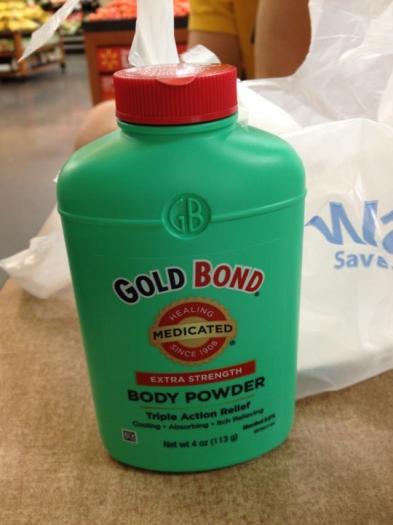 GB
GOLD BOND
HEALING
MEDICATED
SINCE 1908
EXTRA STRENGTH
BODY POWDER
Triple Action Relief
Cooling • Absorbing • Itch Relieving
Net wt 4 oz (113 g)
Wa
Save